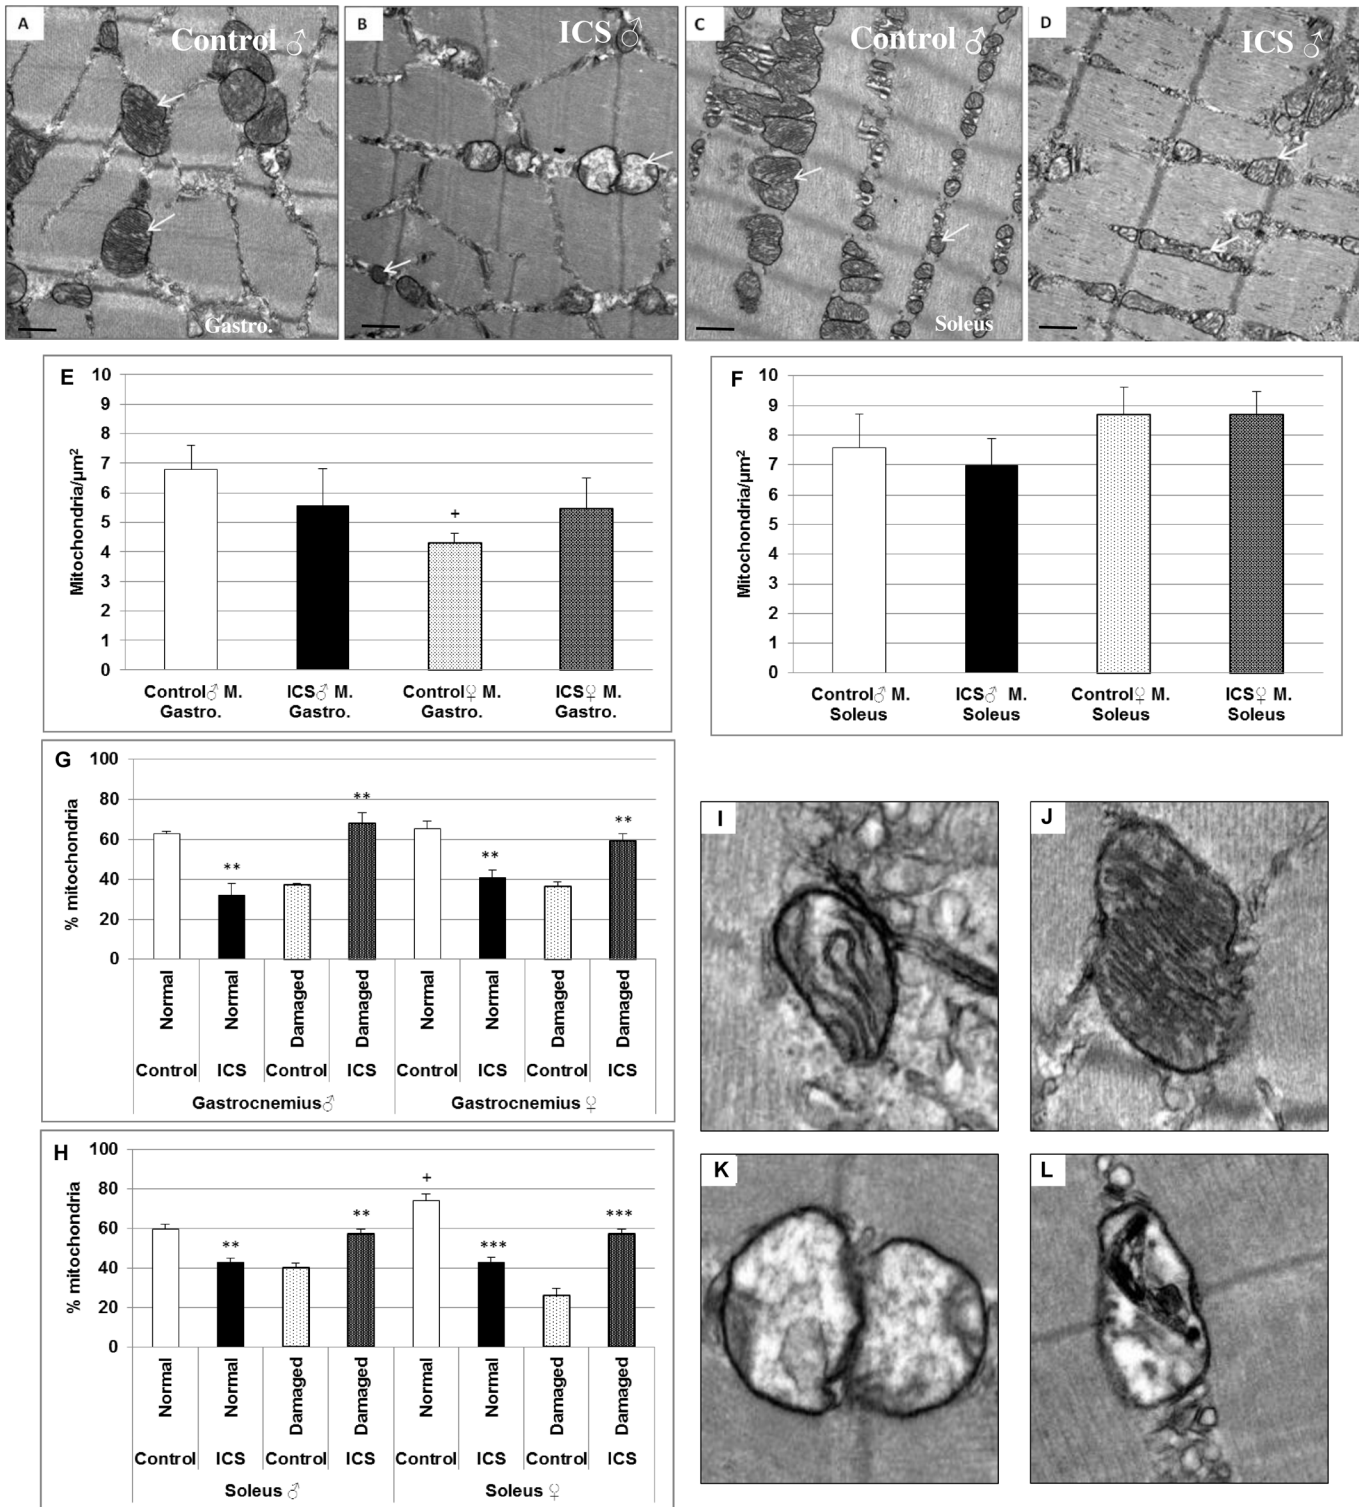 A
Control ♂
Gastro.
B
ICS ♂
C
Control ♂
Soleus
D
ICS ♂
E
Mitochondria/µm²
10
9
8
7
6
5
4
3
2
1
0
+
Control♂ M. Gastro.
ICS♂ M. Gastro.
Control♀ M. Gastro.
ICS♀ M. Gastro.
F
Mitochondria/µm²
10
9
8
7
6
5
4
3
2
1
0
Control♂ M. Soleus
ICS♂ M. Soleus
Control♀ M. Soleus
ICS♀ M. Soleus
G
% mitochondria
100
80
60
40
20
0
**
**
**
**
Normal
Normal
Damaged
Damaged
Normal
Normal
Damaged
Damaged
Control ICS Control ICS Control ICS Control ICS
Gastrocnemius♂ Gastrocnemius ♀
H
% mitochondria
100
80
60
40
20
0
**
**
+
***
***
Normal
Normal
Damaged
Damaged
Normal
Normal
Damaged
Damaged
Control ICS Control ICS Control ICS Control ICS
Soleus ♂ Soleus ♀
I
J
K
L